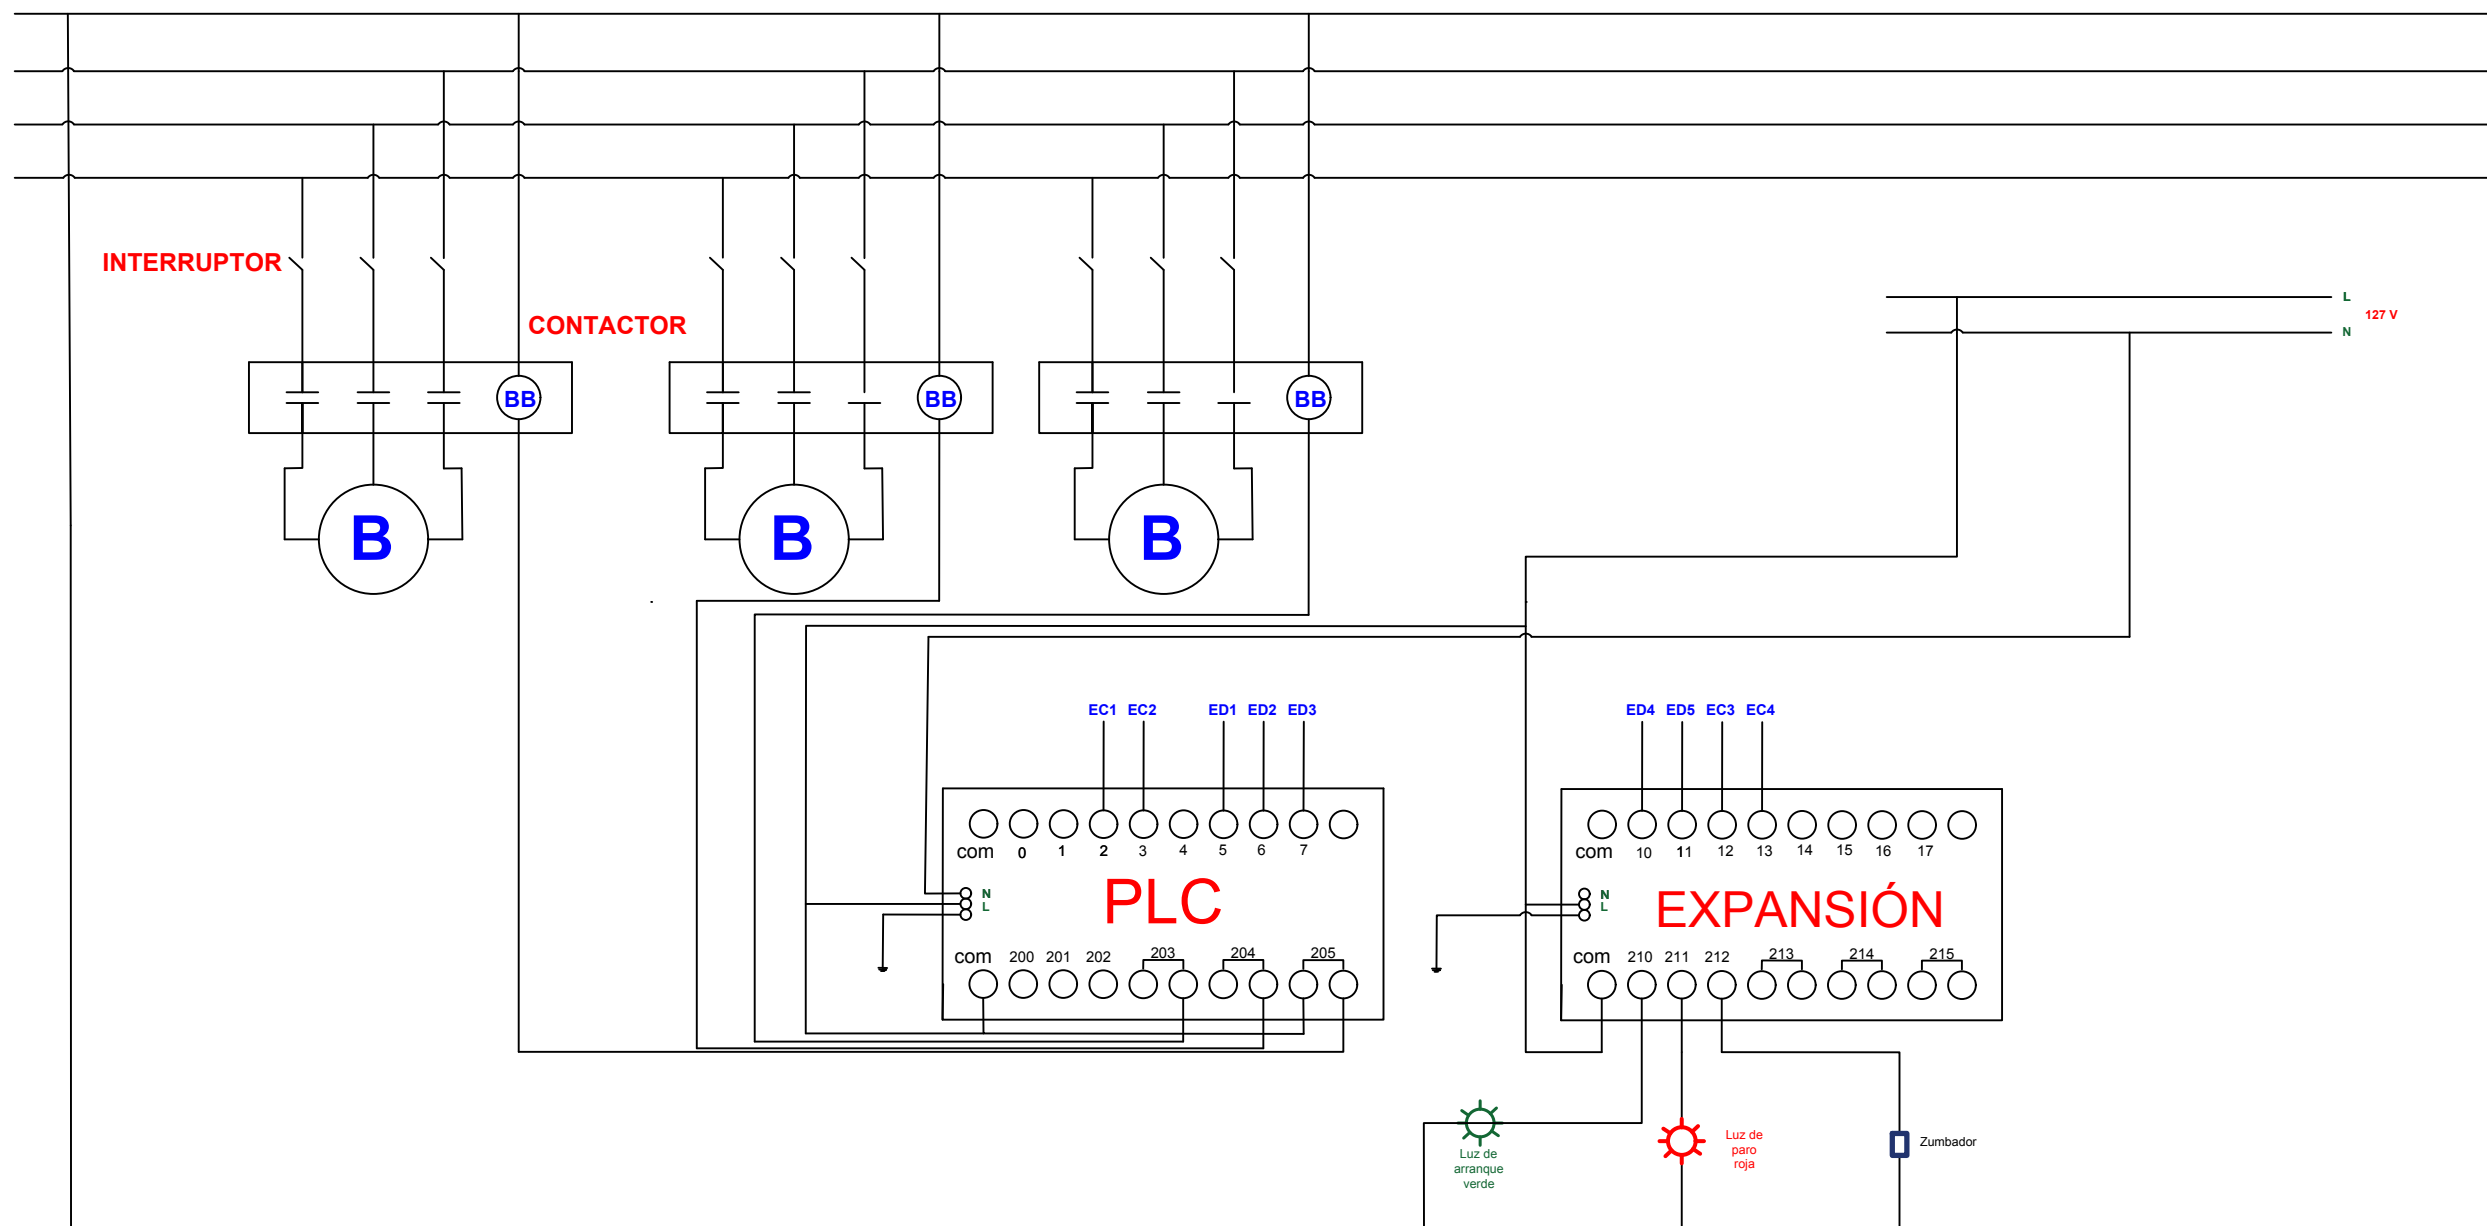 INTERRUPTOR
CONTACTOR
L
127 V
N
BB
BB
BB
B
B
B
EC1 EC2 ED1 ED2 ED3
ED4 ED5 EC3 EC4
com 0 1 2 3 4 5 6 7
com 10 11 12 13 14 15 16 17
N
L
PLC
N
L
EXPANSIÓN
com 200 201 202 203 204 205
com 210 211 212 213 214 215
Luz de
arranque
verde
Luz de
paro
roja
Zumbador